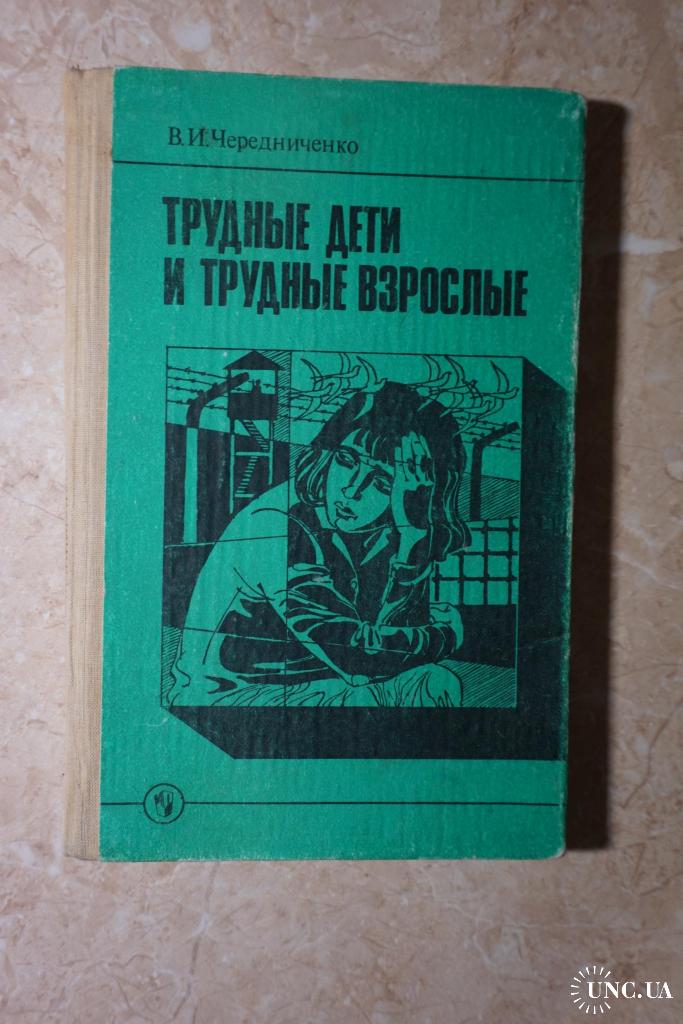 В.И.Чередниченко
ТРУДНЫЕ ДЕТИ
И ТРУДНЫЕ ВЗРОСЛЫЕ
UNC.UA